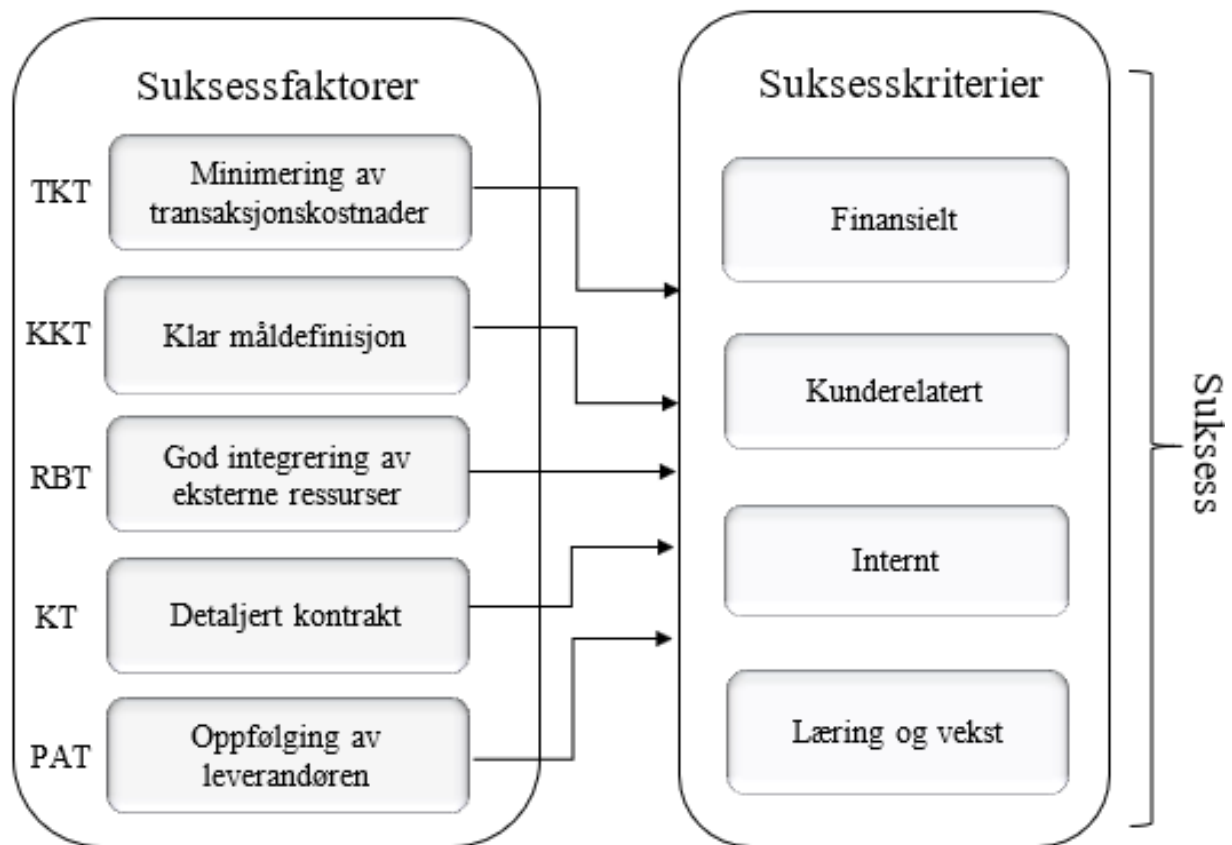 Suksessfaktorer
TKT
Minimering av
transaksjonskostnader
KKT
Klar måldefinisjon
RBT
God integrering av
eksterne ressurser
KT
Detaljert kontrakt
PAT
Oppfølging av
leverandøren
Suksesskriterier
Finansielt
Kunderelatert
Internt
Læring og vekst
Suksess